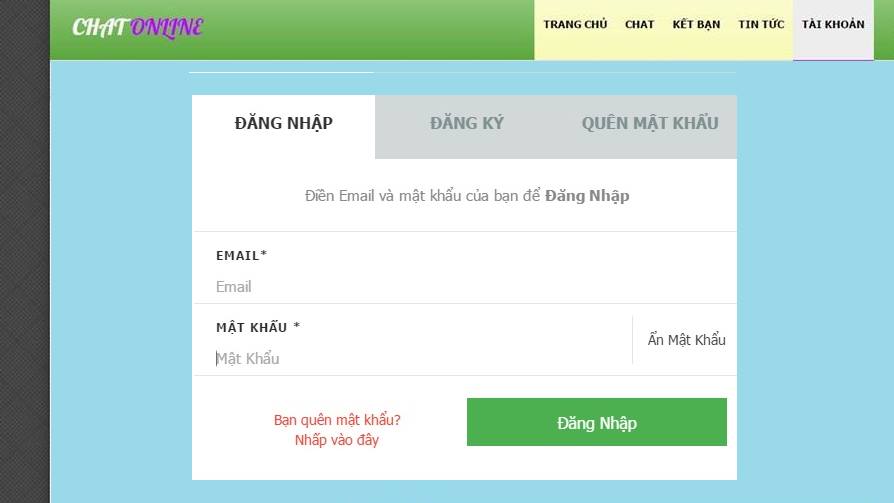 CHAT ONLINE
TRANG CHỦ CHAT KẾT BẠN TIN TỨC TÀI KHOẢN
ĐĂNG NHẬP ĐĂNG KÝ QUÊN MẬT KHẨU
Điền Email và mật khẩu của bạn để Đăng Nhập
EMAIL*
Email
MẬT KHẨU *
Mật Khẩu
Ẩn Mật Khẩu
Bạn quên mật khẩu?
Nhấp vào đây
Đăng Nhập